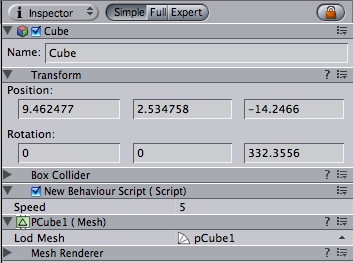 i Inspector Simple Full Expert
Cube
Name: Cube
Transform ?
Position:
9.462477 2.534758 -14.2466
Rotation:
0 0 332.3556
Box Collider ?
New Behaviour Script (Script)
Speed 5
PCube1 (Mesh)
Lod Mesh pCube1
Mesh Renderer ?